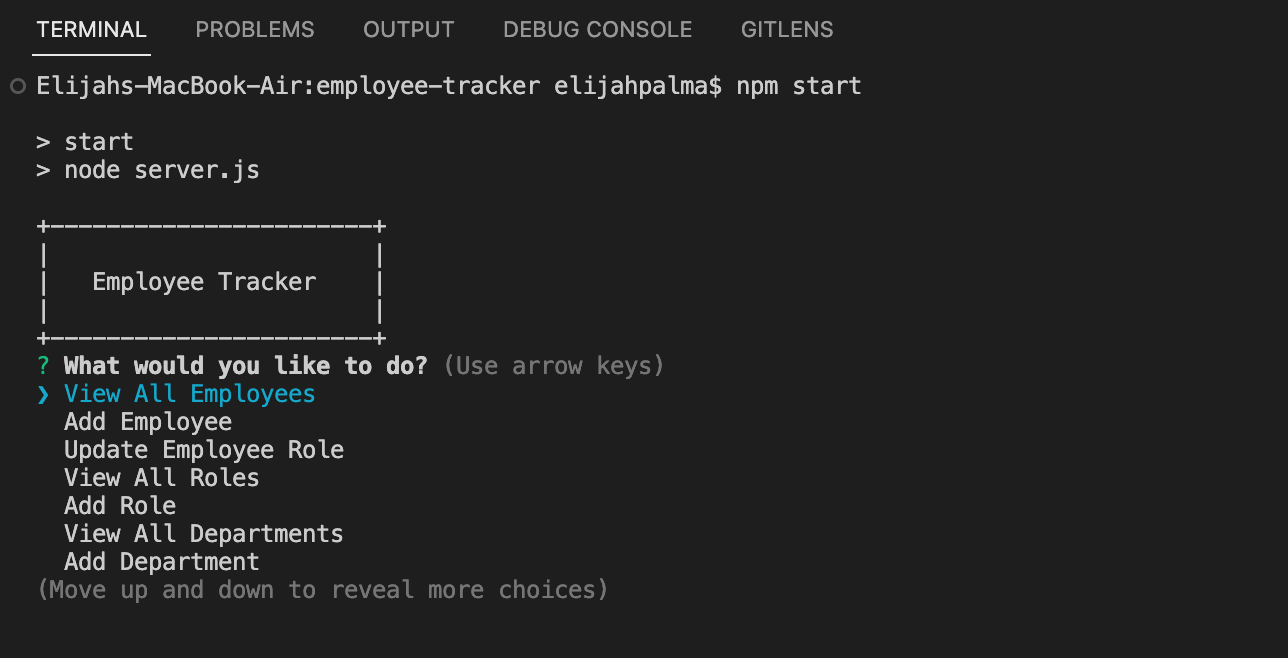 TERMINAL PROBLEMS OUTPUT DEBUG CONSOLE GITLENS
Elijahs-MacBook-Air:employee-tracker elijahpalma$ npm start
> start
> node server.js
+-----------------------+
|                       |
|   Employee Tracker    |
|                       |
+-----------------------+
? What would you like to do? (Use arrow keys)
❯ View All Employees
Add Employee
Update Employee Role
View All Roles
Add Role
View All Departments
Add Department
(Move up and down to reveal more choices)